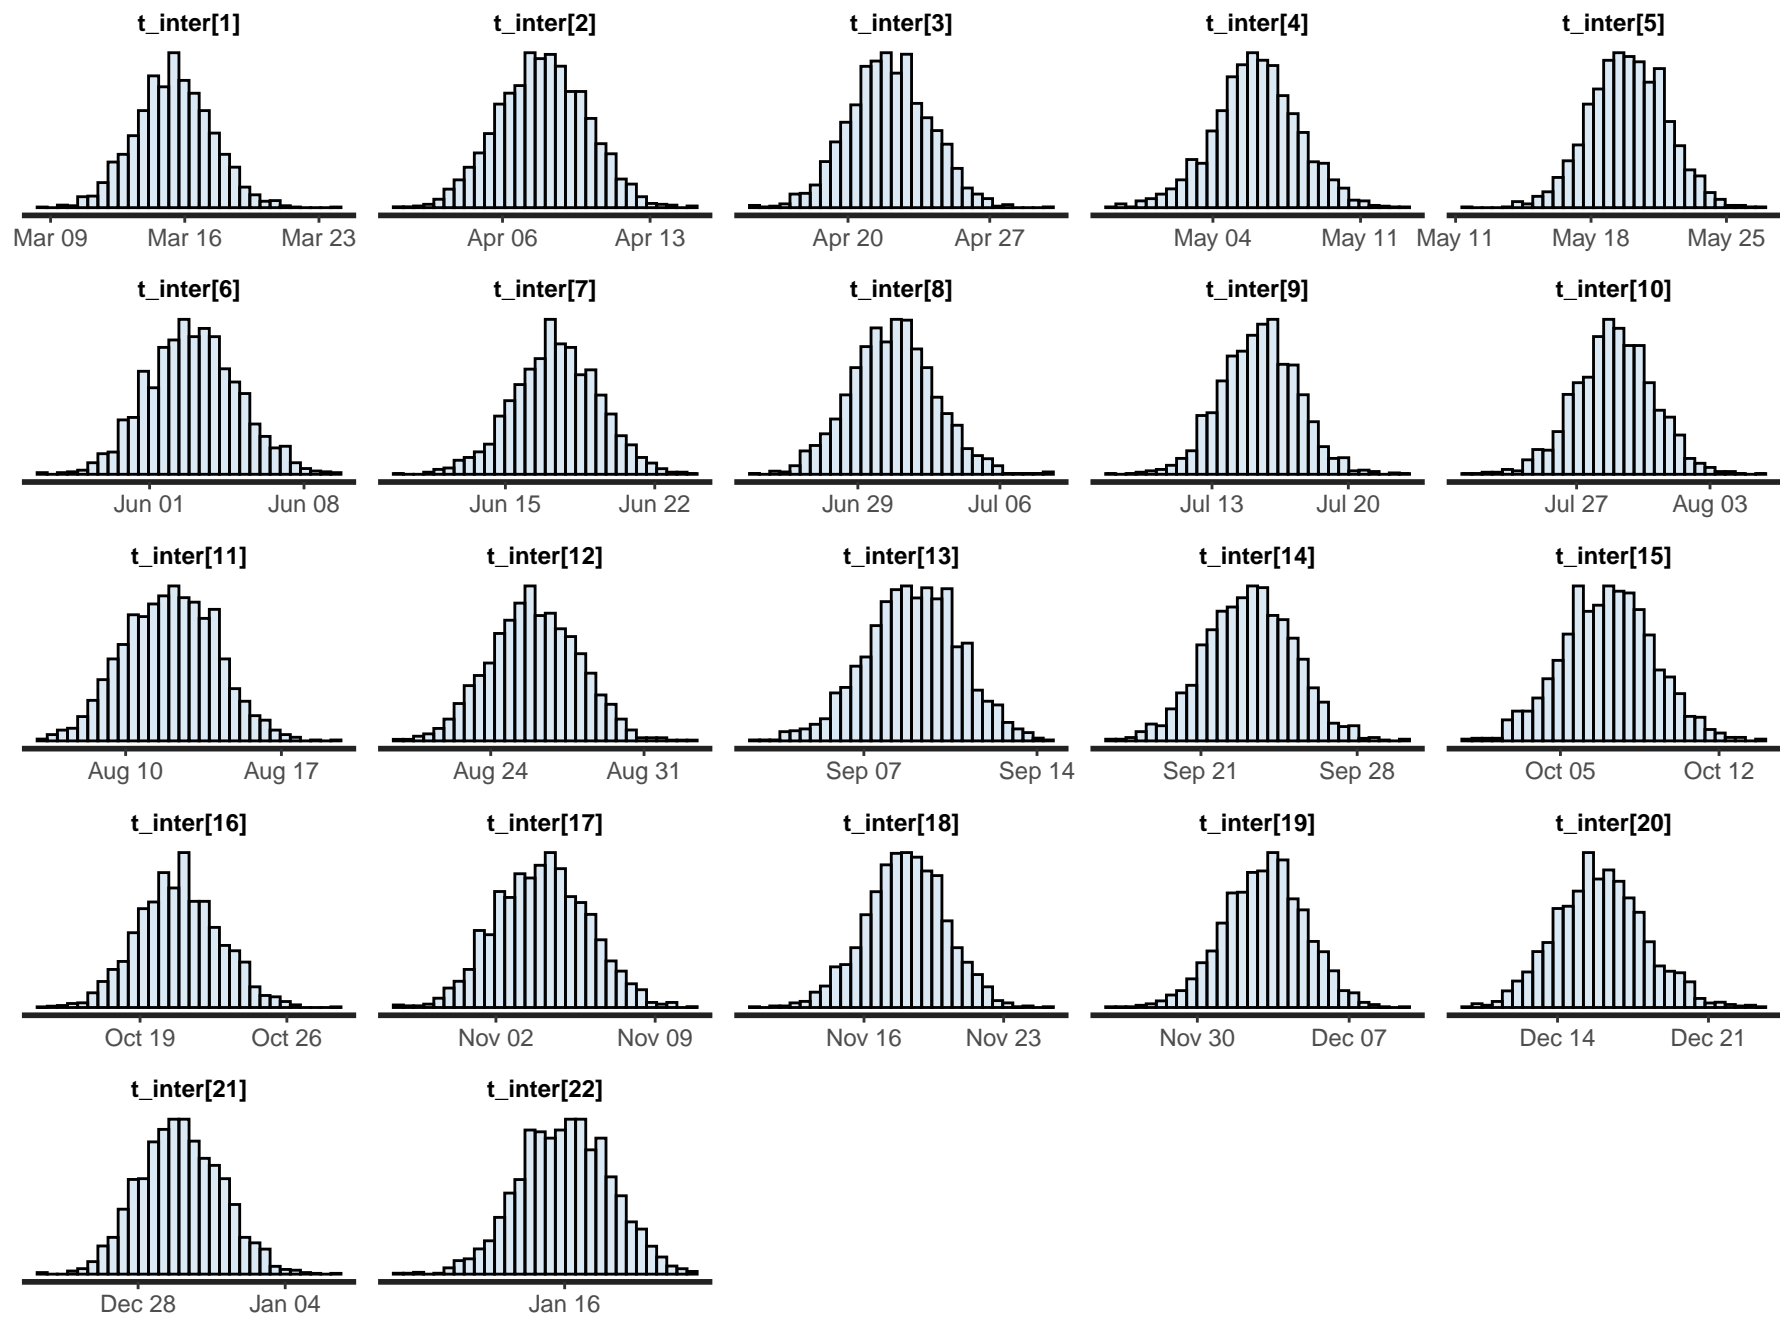 t_inter[1] t_inter[2] t_inter[3] t_inter[4] t_inter[5]
Mar 09 Mar 16 Mar 23 Apr 06 Apr 13 Apr 20 Apr 27 May 04 May 11 May 11 May 18 May 25
t_inter[6] t_inter[7] t_inter[8] t_inter[9] t_inter[10]
Jun 01 Jun 08 Jun 15 Jun 22 Jun 29 Jul 06 Jul 13 Jul 20 Jul 27 Aug 03
t_inter[11] t_inter[12] t_inter[13] t_inter[14] t_inter[15]
Aug 10 Aug 17 Aug 24 Aug 31 Sep 07 Sep 14 Sep 21 Sep 28 Oct 05 Oct 12
t_inter[16] t_inter[17] t_inter[18] t_inter[19] t_inter[20]
Oct 19 Oct 26 Nov 02 Nov 09 Nov 16 Nov 23 Nov 30 Dec 07 Dec 14 Dec 21
t_inter[21] t_inter[22]
Dec 28 Jan 04 Jan 16